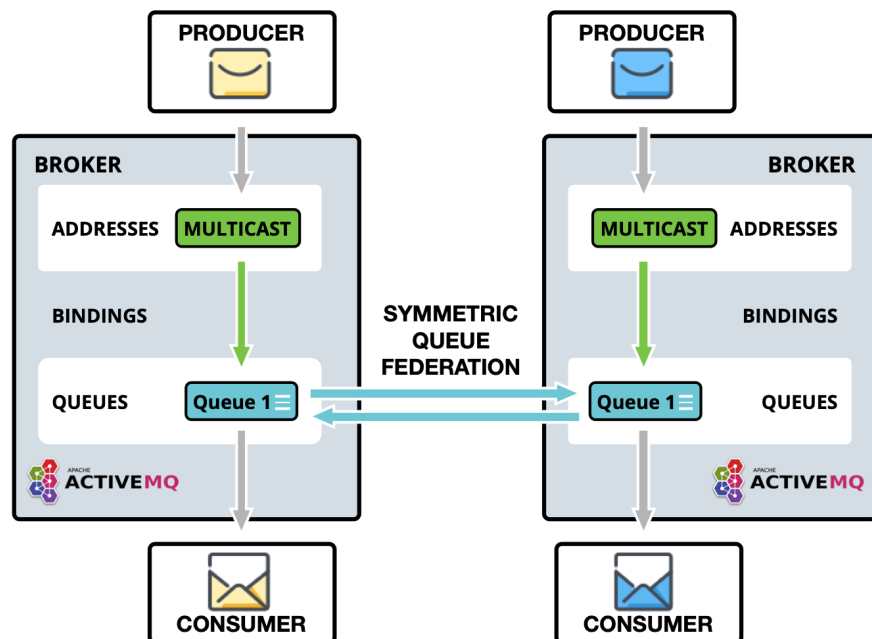 PRODUCER
PRODUCER
BROKER
BROKER
ADDRESSES
MULTICAST
MULTICAST
ADDRESSES
BINDINGS
SYMMETRIC
QUEUE
FEDERATION
BINDINGS
QUEUES
Queue 1
Queue 1
QUEUES
APACHE
ACTIVEMQ
APACHE
ACTIVEMQ
CONSUMER
CONSUMER